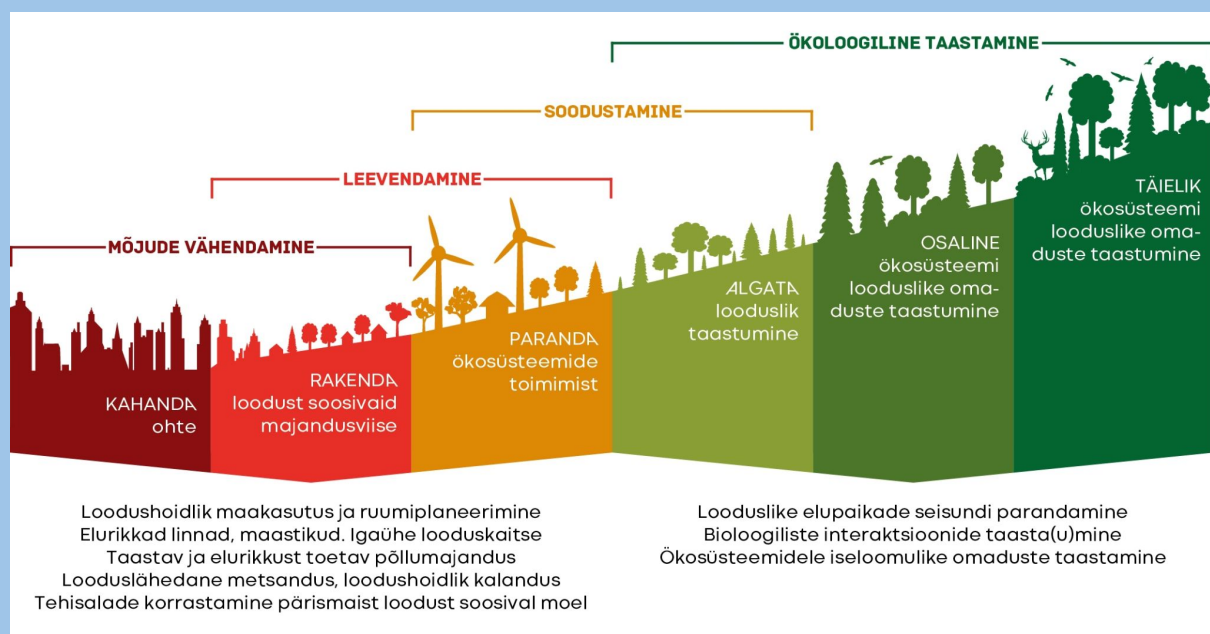 ÖKOLOOGILINE TAASTAMINE
SOODUSTAMINE
LEEVENDAMINE
MÕJUDE VÄHENDAMINE
KAHANDA
ohte
RAKENDA
loodust soosivaid
majandusviise
PARANDA
ökosüsteemide
toimimist
ALGATA
looduslik
taastumine
OSALINE
ökosüsteemi
looduslike oma-
duste taastumine
TÄIELIK
ökosüsteemi
looduslike oma-
duste taastumine
Loodushoidlik maakasutus ja ruumiplaneerimine
Elurikkad linnad, maastikud. Igaühe looduskaitse
Taastav ja elurikkust toetav põllumajandus
Looduslähedane metsandus, loodushoidlik kalandus
Tehisalade korrastamine pärismaist loodust soosival moel
Looduslike elupaikade seisundi parandamine
Bioloogiliste interaktsioonide taasta(u)mine
Ökosüsteemidele iseloomulike omaduste taastamine